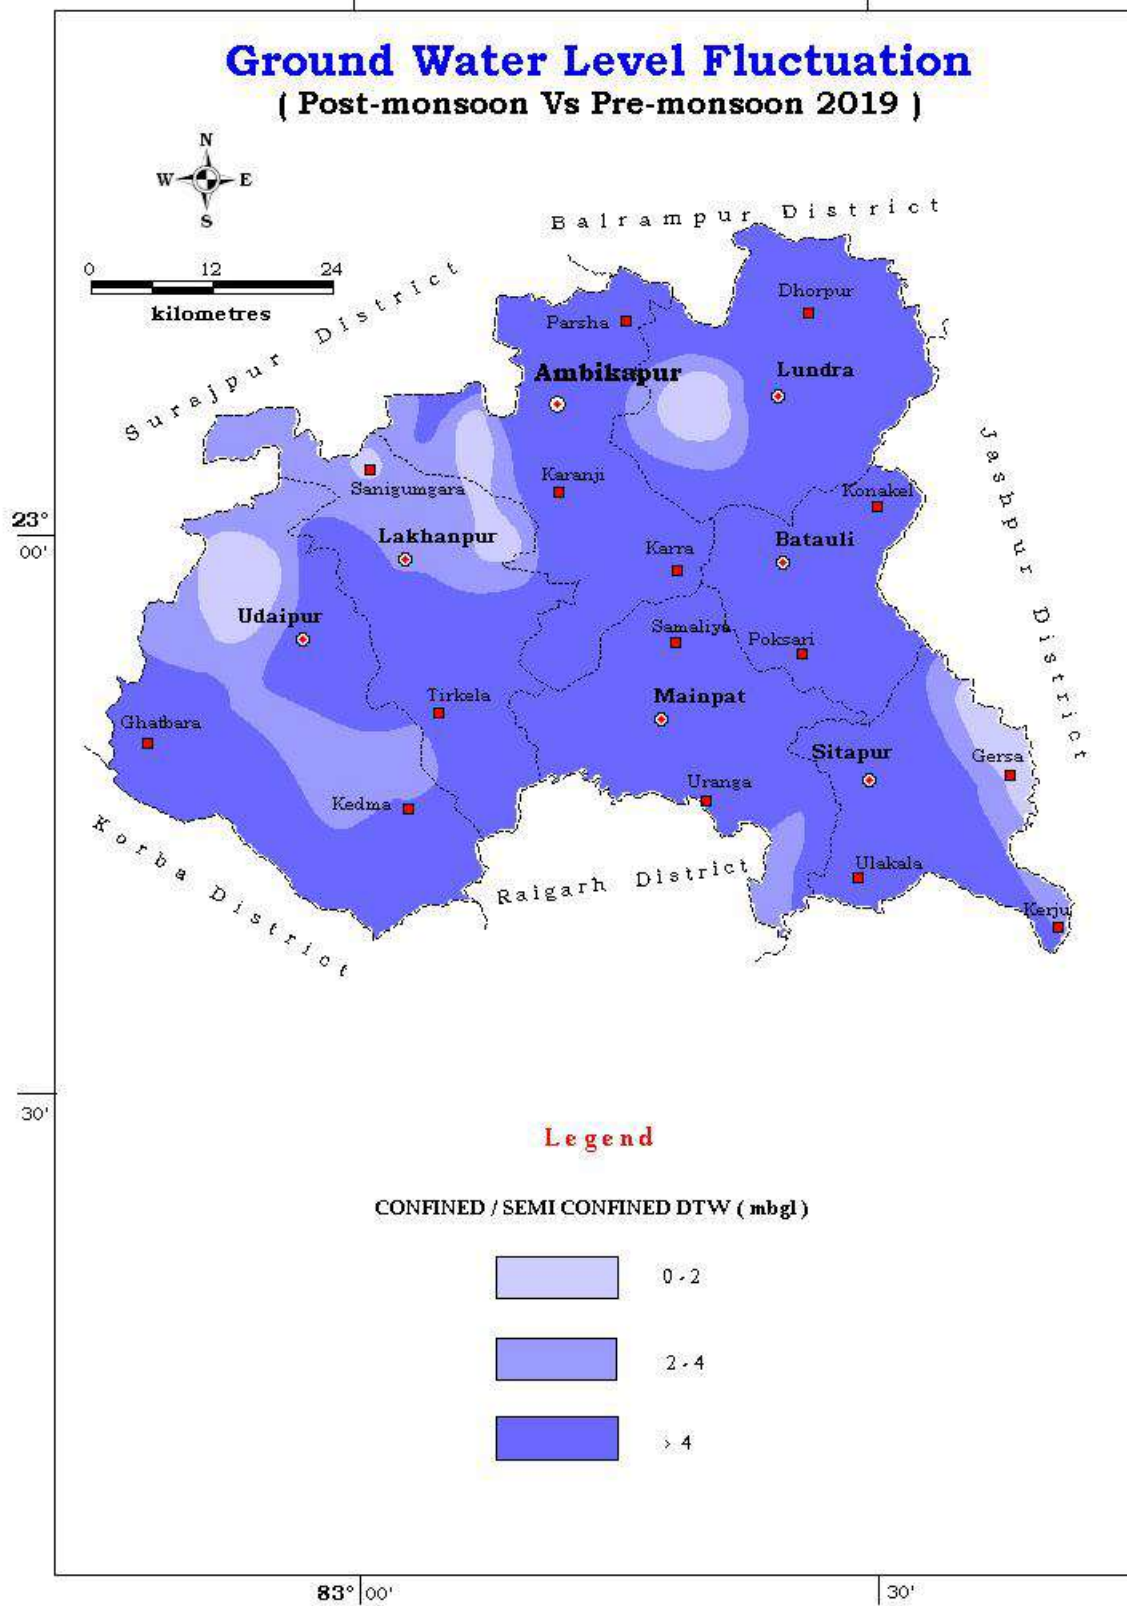 Ground Water Level Fluctuation
( Post-monsoon Vs Pre-monsoon 2019 )
N
W E
S
0 12 24
kilometres
Balrampur District
Surajpur District
Jashpur District
Korba District
Raigarh District
Dhorpur
Parsha
Ambikapur
Lundra
Sanigumgara
Karanji
Konakel
Lakhanpur
Karra
Batauli
Udaipur
Samaliya
Poksari
Ghatbara
Tirkela
Mainpat
Sitapur
Gersa
Kedma
Uranga
Ulakala
Kerju
23°
00'
30'
Legend
CONFINED / SEMI CONFINED DTW ( mbgl )
0 - 2
2 - 4
> 4
83° 00' 30'